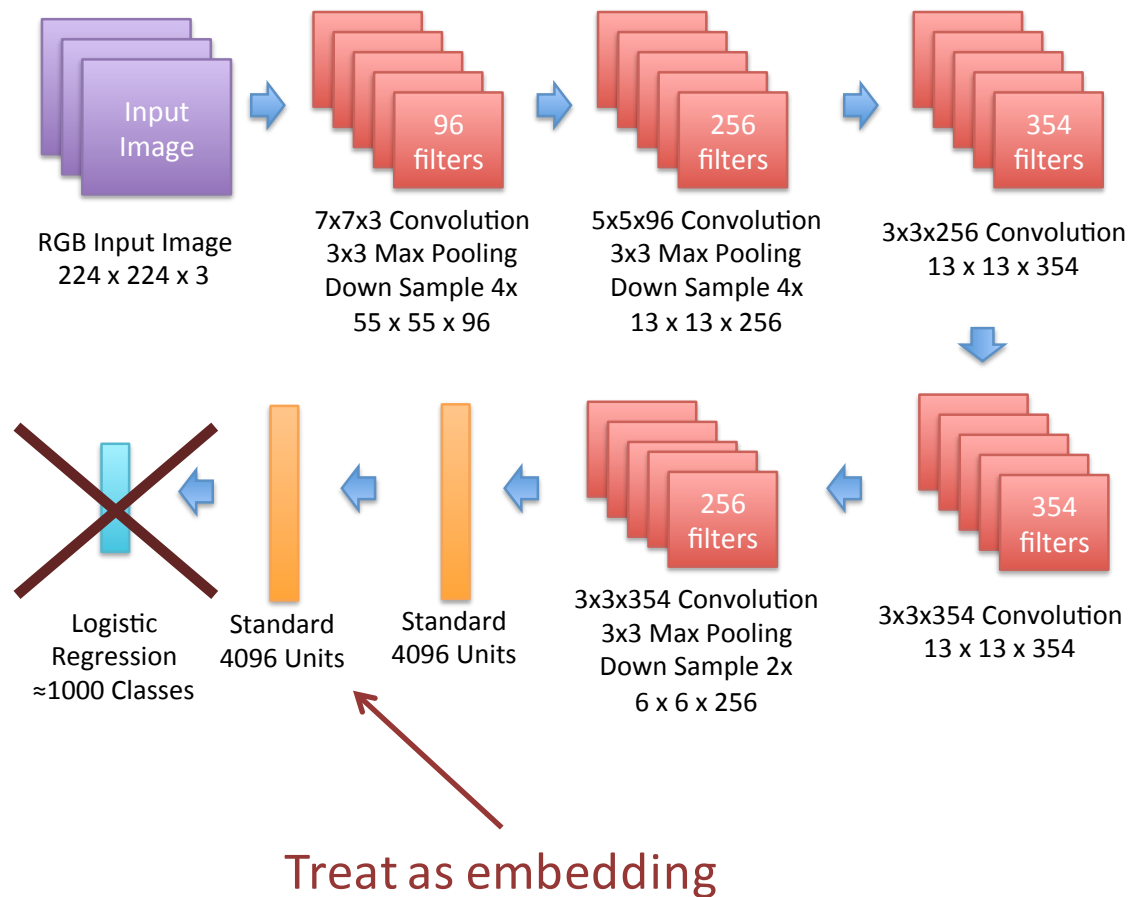 Input
Image
RGB Input Image
224 x 224 x 3
96
filters
7x7x3 Convolution
3x3 Max Pooling
Down Sample 4x
55 x 55 x 96
256
filters
5x5x96 Convolution
3x3 Max Pooling
Down Sample 4x
13 x 13 x 256
354
filters
3x3x256 Convolution
13 x 13 x 354
354
filters
3x3x354 Convolution
13 x 13 x 354
256
filters
3x3x354 Convolution
3x3 Max Pooling
Down Sample 2x
6 x 6 x 256
Standard
4096 Units
Standard
4096 Units
Logistic
Regression
≈1000 Classes
Treat as embedding